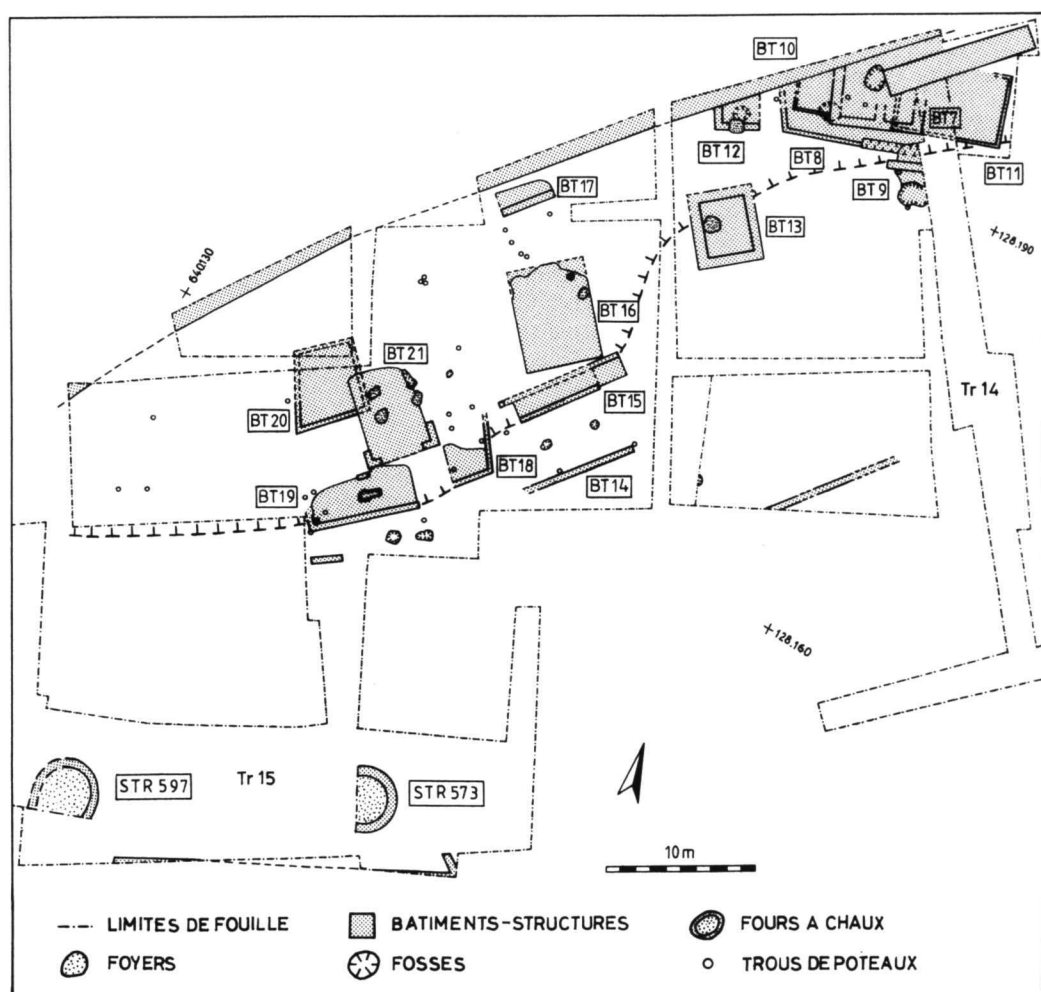 BT10
BT7
BT12
BT8
BT11
BT17
BT9
BT13
128.190
640.130
BT16
BT21
Tr 14
BT20
BT15
BT18
BT14
BT19
128.160
STR 597
Tr 15
STR 573
10 m
LIMITES DE FOUILLE
BATIMENTS-STRUCTURES
FOURS A CHAUX
FOYERS
FOSSES
TROUS DE POTEAUX